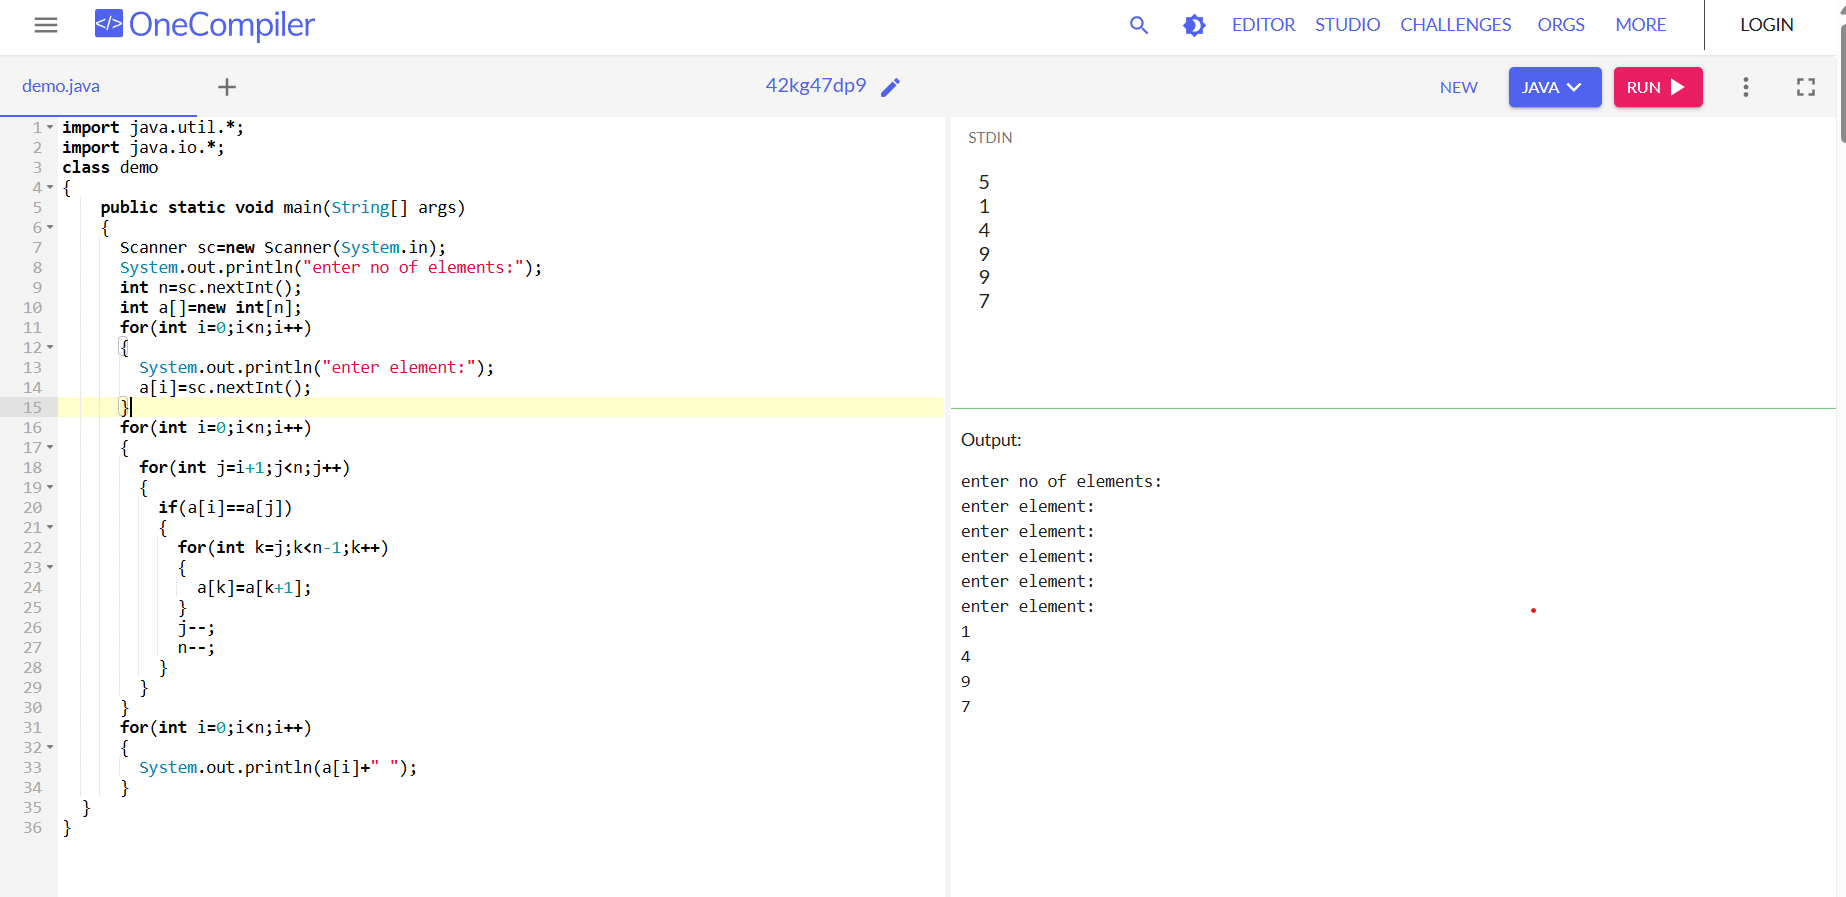 </> OneCompiler EDITOR STUDIO CHALLENGES ORGS MORE LOGIN
demo.java + 42kg47dp9 NEW JAVA RUN
1 import java.util.*;
2 import java.io.*;
3 class demo
4 {
5 public static void main(String[] args)
6 {
7 Scanner sc=new Scanner(System.in);
8 System.out.println("enter no of elements:");
9 int n=sc.nextInt();
10 int a[]=new int[n];
11 for(int i=0;i<n;i++)
12 {
13 System.out.println("enter element:");
14 a[i]=sc.nextInt();
15 }
16 for(int i=0;i<n;i++)
17 {
18 for(int j=i+1;j<n;j++)
19 {
20 if(a[i]==a[j])
21 {
22 for(int k=j;k<n-1;k++)
23 {
24 a[k]=a[k+1];
25 }
26 j--;
27 n--;
28 }
29 }
30 }
31 for(int i=0;i<n;i++)
32 {
33 System.out.println(a[i]+" ");
34 }
35 }
36 }
STDIN
5
1
4
9
9
7
Output:
enter no of elements:
enter element:
enter element:
enter element:
enter element:
enter element:
1
4
9
7